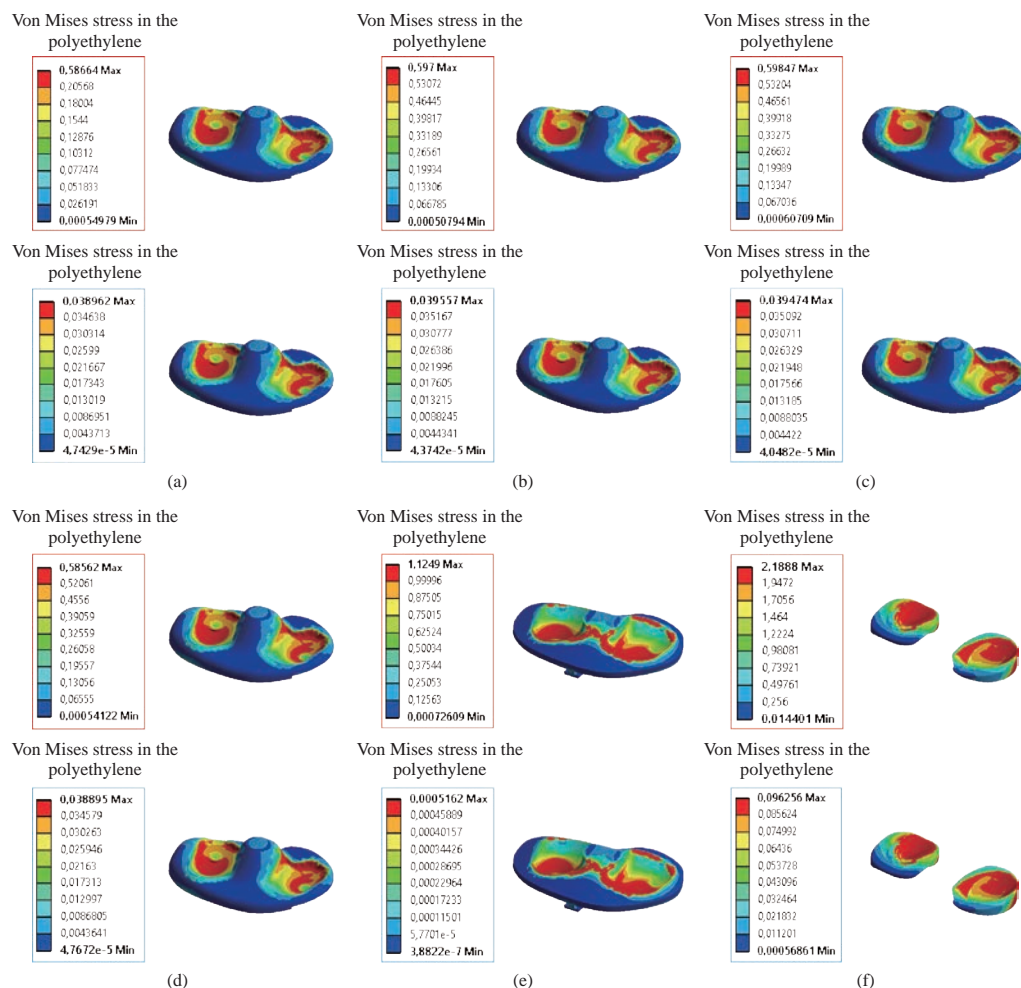 Von Mises stress in the
polyethylene
0,58664 Max
0,20568
0,18004
0,1544
0,12876
0,10312
0,077474
0,051833
0,026191
0,00054979 Min
Von Mises stress in the
polyethylene
0,597 Max
0,53072
0,46445
0,39817
0,33189
0,26561
0,19934
0,13306
0,066785
0,00050794 Min
Von Mises stress in the
polyethylene
0,59847 Max
0,53204
0,46561
0,39918
0,33275
0,26632
0,19989
0,13347
0,067036
0,00060709 Min
Von Mises stress in the
polyethylene
0,038962 Max
0,034638
0,030314
0,02599
0,021667
0,017343
0,013019
0,0086951
0,0043713
4,7429e-5 Min
(a)
Von Mises stress in the
polyethylene
0,039557 Max
0,035167
0,030777
0,026386
0,021996
0,017605
0,013215
0,0088245
0,0044341
4,3742e-5 Min
(b)
Von Mises stress in the
polyethylene
0,039474 Max
0,035092
0,030711
0,026329
0,021948
0,017566
0,013185
0,0088035
0,004422
4,0482e-5 Min
(c)
Von Mises stress in the
polyethylene
0,58562 Max
0,52061
0,4556
0,39059
0,32559
0,26058
0,19557
0,13056
0,06555
0,00054122 Min
Von Mises stress in the
polyethylene
1,1249 Max
0,99996
0,87505
0,75015
0,62524
0,50034
0,37544
0,25053
0,12563
0,00072609 Min
Von Mises stress in the
polyethylene
2,1888 Max
1,9472
1,7056
1,464
1,2224
0,98081
0,73921
0,49761
0,256
0,014401 Min
Von Mises stress in the
polyethylene
0,038895 Max
0,034579
0,030263
0,025946
0,02163
0,017313
0,012997
0,0086805
0,0043641
4,7672e-5 Min
(d)
Von Mises stress in the
polyethylene
0,0005162 Max
0,00045889
0,00040157
0,00034426
0,00028695
0,00022964
0,00017233
0,00011501
5,7701e-5
3,8822e-7 Min
(e)
Von Mises stress in the
polyethylene
0,096256 Max
0,085624
0,074992
0,06436
0,053728
0,043096
0,032464
0,021832
0,011201
0,00056861 Min
(f)